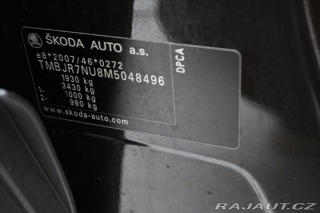 ŠKODA AUTO a.s.
e8*2007/46*0272
TMBJR7NU8M5048496
1930 kg
3430 kg
1- 1000 kg
2- 980 kg
www.skoda-auto.com
DPCA
RAJAUT.CZ